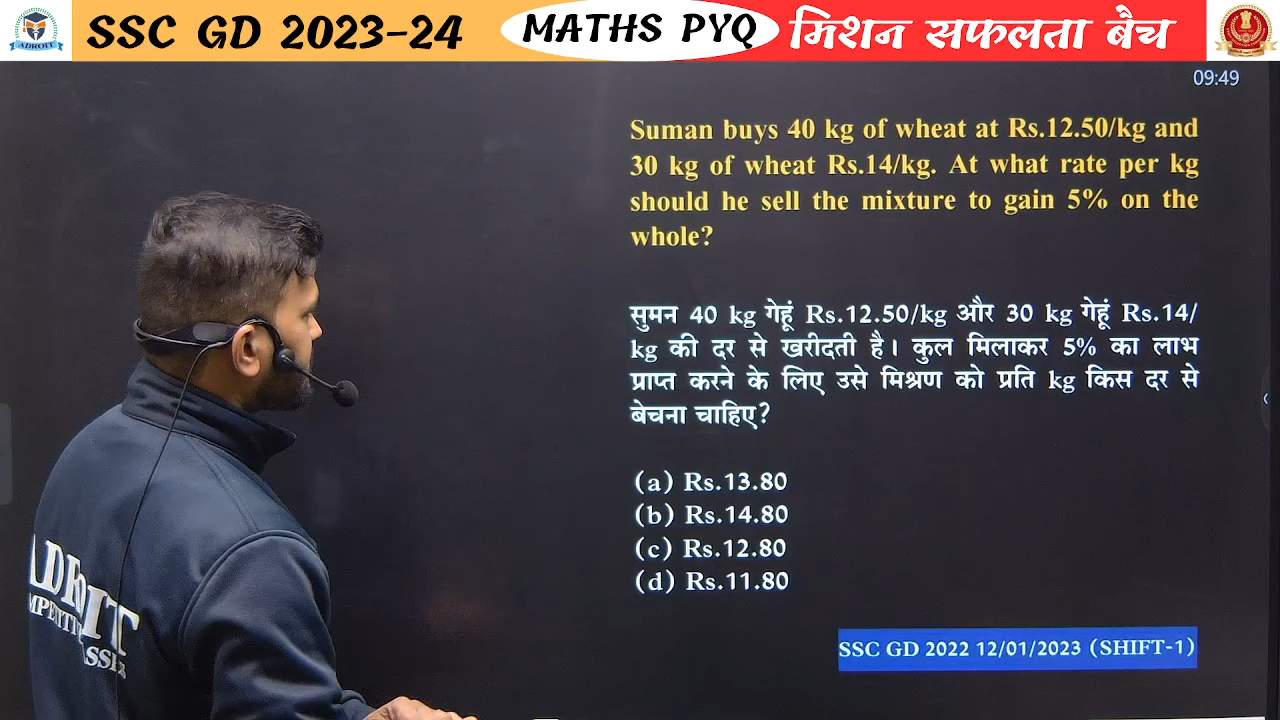 ADROIT
SSC GD 2023-24
MATHS PYQ
मिशन सफलता बैच
09:49
Suman buys 40 kg of wheat at Rs.12.50/kg and
30 kg of wheat Rs.14/kg. At what rate per kg
should he sell the mixture to gain 5% on the
whole?
सुमन 40 kg गेहूं Rs.12.50/kg और 30 kg गेहूं Rs.14/
kg की दर से खरीदती है। कुल मिलाकर 5% का लाभ
प्राप्त करने के लिए उसे मिश्रण को प्रति kg किस दर से
बेचना चाहिए?
(a) Rs.13.80
(b) Rs.14.80
(c) Rs.12.80
(d) Rs.11.80
SSC GD 2022 12/01/2023 (SHIFT-1)
ADROIT